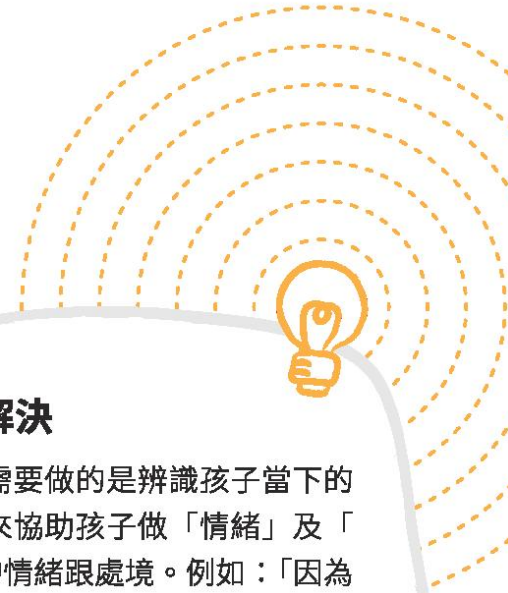 解決
需要做的是辨識孩子當下的
來協助孩子做「情緒」及「
情緒跟處境。例如：「因為